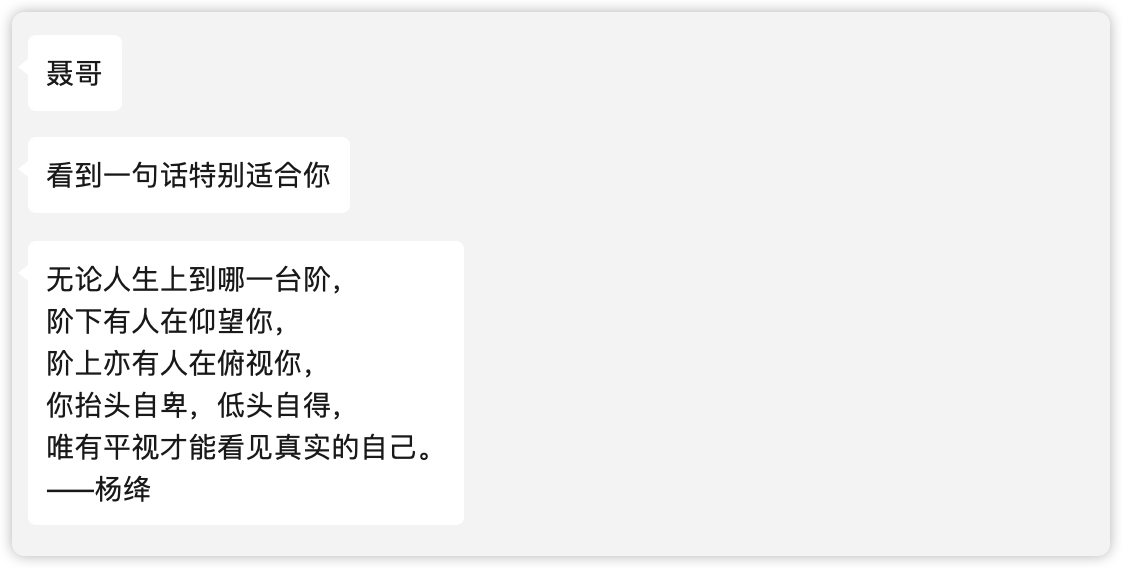 聂哥
看到一句话特别适合你
无论人生上到哪一台阶，
阶下有人在仰望你，
阶上亦有人在俯视你，
你抬头自卑，低头自得，
唯有平视才能看见真实的自己。
——杨绛